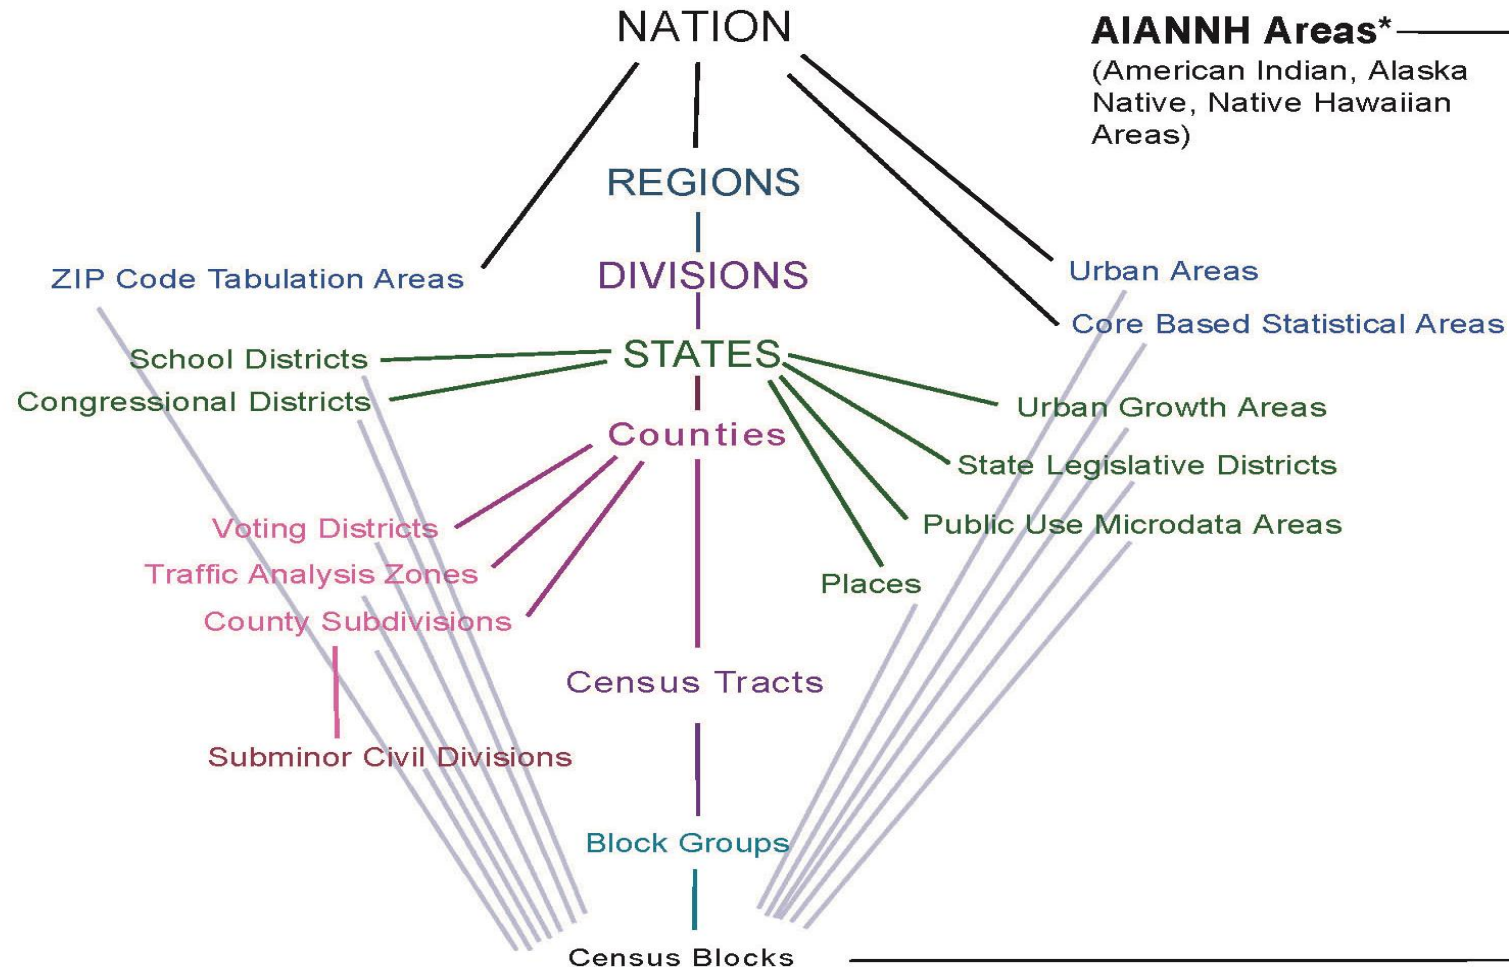 NATION
AIANNH Areas*
(American Indian, Alaska
Native, Native Hawaiian
Areas)
REGIONS
ZIP Code Tabulation Areas
DIVISIONS
Urban Areas
Core Based Statistical Areas
School Districts
STATES
Congressional Districts
Urban Growth Areas
Counties
State Legislative Districts
Voting Districts
Public Use Microdata Areas
Traffic Analysis Zones
Places
County Subdivisions
Census Tracts
Subminor Civil Divisions
Block Groups
Census Blocks